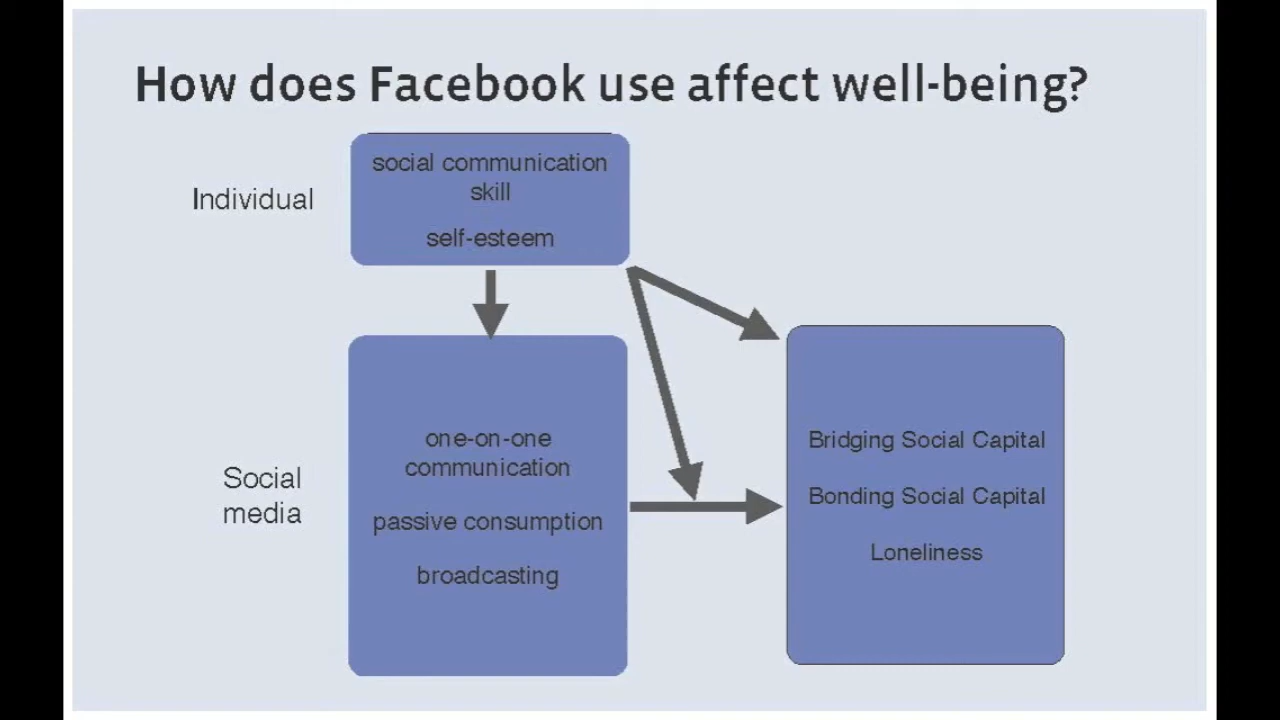 How does Facebook use affect well-being?
Individual
social communication
skill
self-esteem
Social
media
one-on-one
communication
passive consumption
broadcasting
Bridging Social Capital
Bonding Social Capital
Loneliness